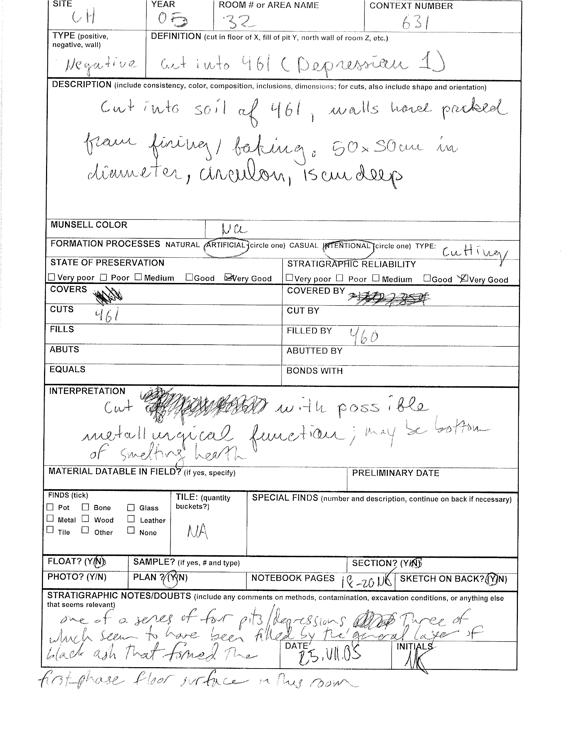 SITE YEAR ROOM # or AREA NAME CONTEXT NUMBER
CH 05 32 631
TYPE (positive, negative, wall) DEFINITION (cut in floor of X, fill of pit Y, north wall of room Z, etc.)
Negative Cut into 461 (Depression 1)
DESCRIPTION (include consistency, color, composition, inclusions, dimensions; for cuts, also include shape and orientation)
Cut into soil of 461, walls have packed
from firing/baking. 50x50cm in
diameter, circular, 15cm deep
MUNSELL COLOR Na
FORMATION PROCESSES NATURAL ARTIFICIAL (circle one) CASUAL INTENTIONAL (circle one) TYPE: Cutting
STATE OF PRESERVATION STRATIGRAPHIC RELIABILITY
Very poor Poor Medium Good Very Good Very poor Poor Medium Good Very Good
COVERS COVERED BY
CUTS 461 CUT BY
FILLS FILLED BY 460
ABUTS ABUTTED BY
EQUALS BONDS WITH
INTERPRETATION
Cut with possible
metallurgical function; may be bottom
of smelting hearth
MATERIAL DATABLE IN FIELD? (if yes, specify) PRELIMINARY DATE
FINDS (tick) TILE: (quantity buckets?) SPECIAL FINDS (number and description, continue on back if necessary)
Pot Bone Glass
Metal Wood Leather
Tile Other None NA
FLOAT? (Y/N) SAMPLE? (if yes, # and type) SECTION? (Y/N)
PHOTO? (Y/N) PLAN ? (Y/N) NOTEBOOK PAGES 18-20 NK SKETCH ON BACK? (Y/N)
STRATIGRAPHIC NOTES/DOUBTS (include any comments on methods, contamination, excavation conditions, or anything else
that seems relevant)
one of a series of four pits/depressions Three of
which seem to have been filled by the general layer of
black ash that formed the DATE 25.VII.05 INITIALS NK
first phase floor surface in this room